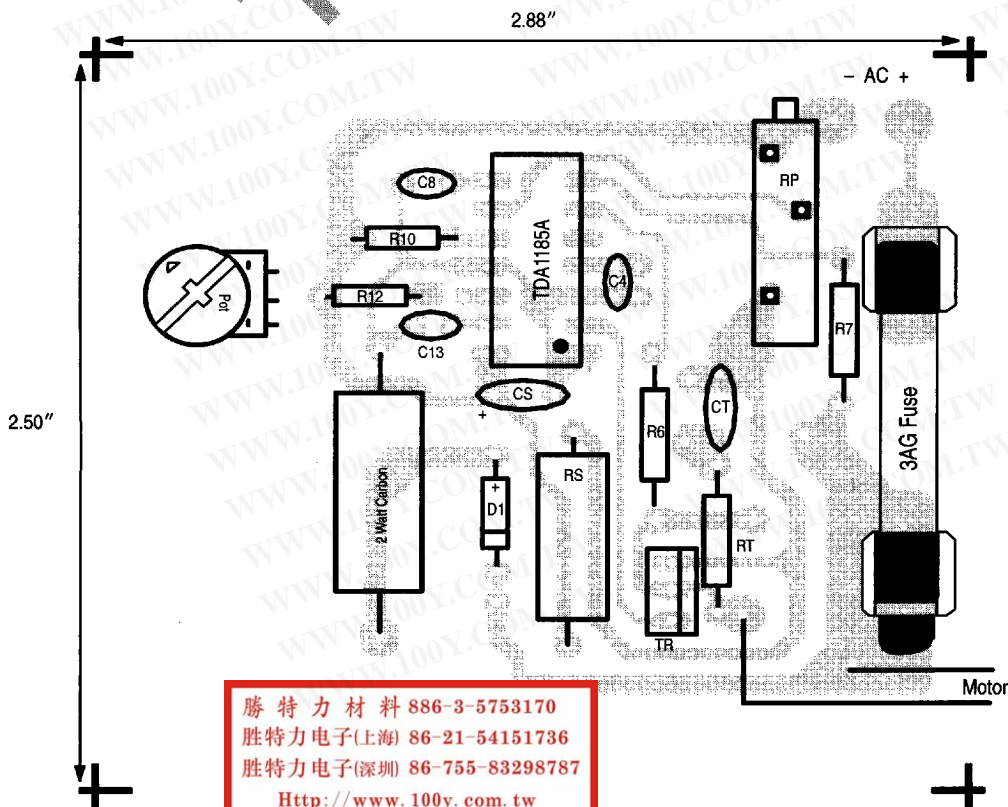 2.88″
− AC +
C8
RP
R10
TDA1185A
C4
Pot
R12
R7
C13
CS
+
CT
2.50″
R6
3AG Fuse
2 Watt Carbon
RS
+
D1
RT
TR
Motor
勝特力材料 886-3-5753170
胜特力电子(上海) 86-21-54151736
胜特力电子(深圳) 86-755-83298787
Http://www.100y.com.tw
WWW.100Y.COM.TW